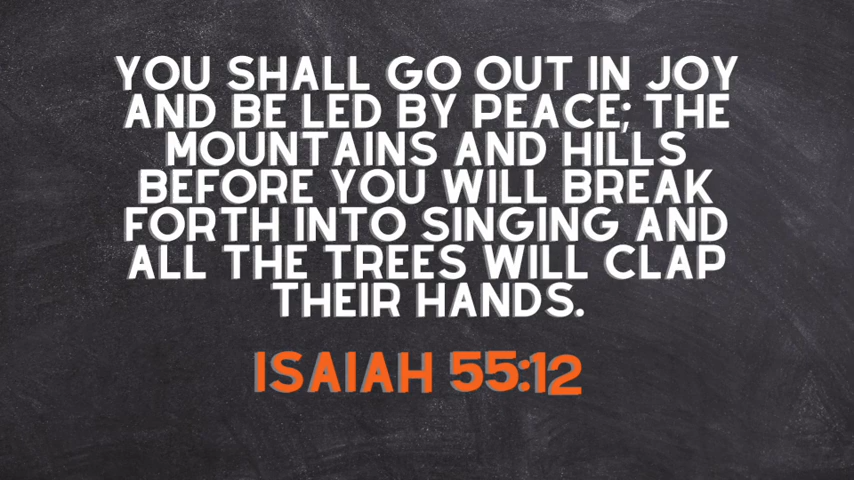 YOU SHALL GO OUT IN JOY
AND BE LED BY PEACE; THE
MOUNTAINS AND HILLS
BEFORE YOU WILL BREAK
FORTH INTO SINGING AND
ALL THE TREES WILL CLAP
THEIR HANDS.
ISAIAH 55:12